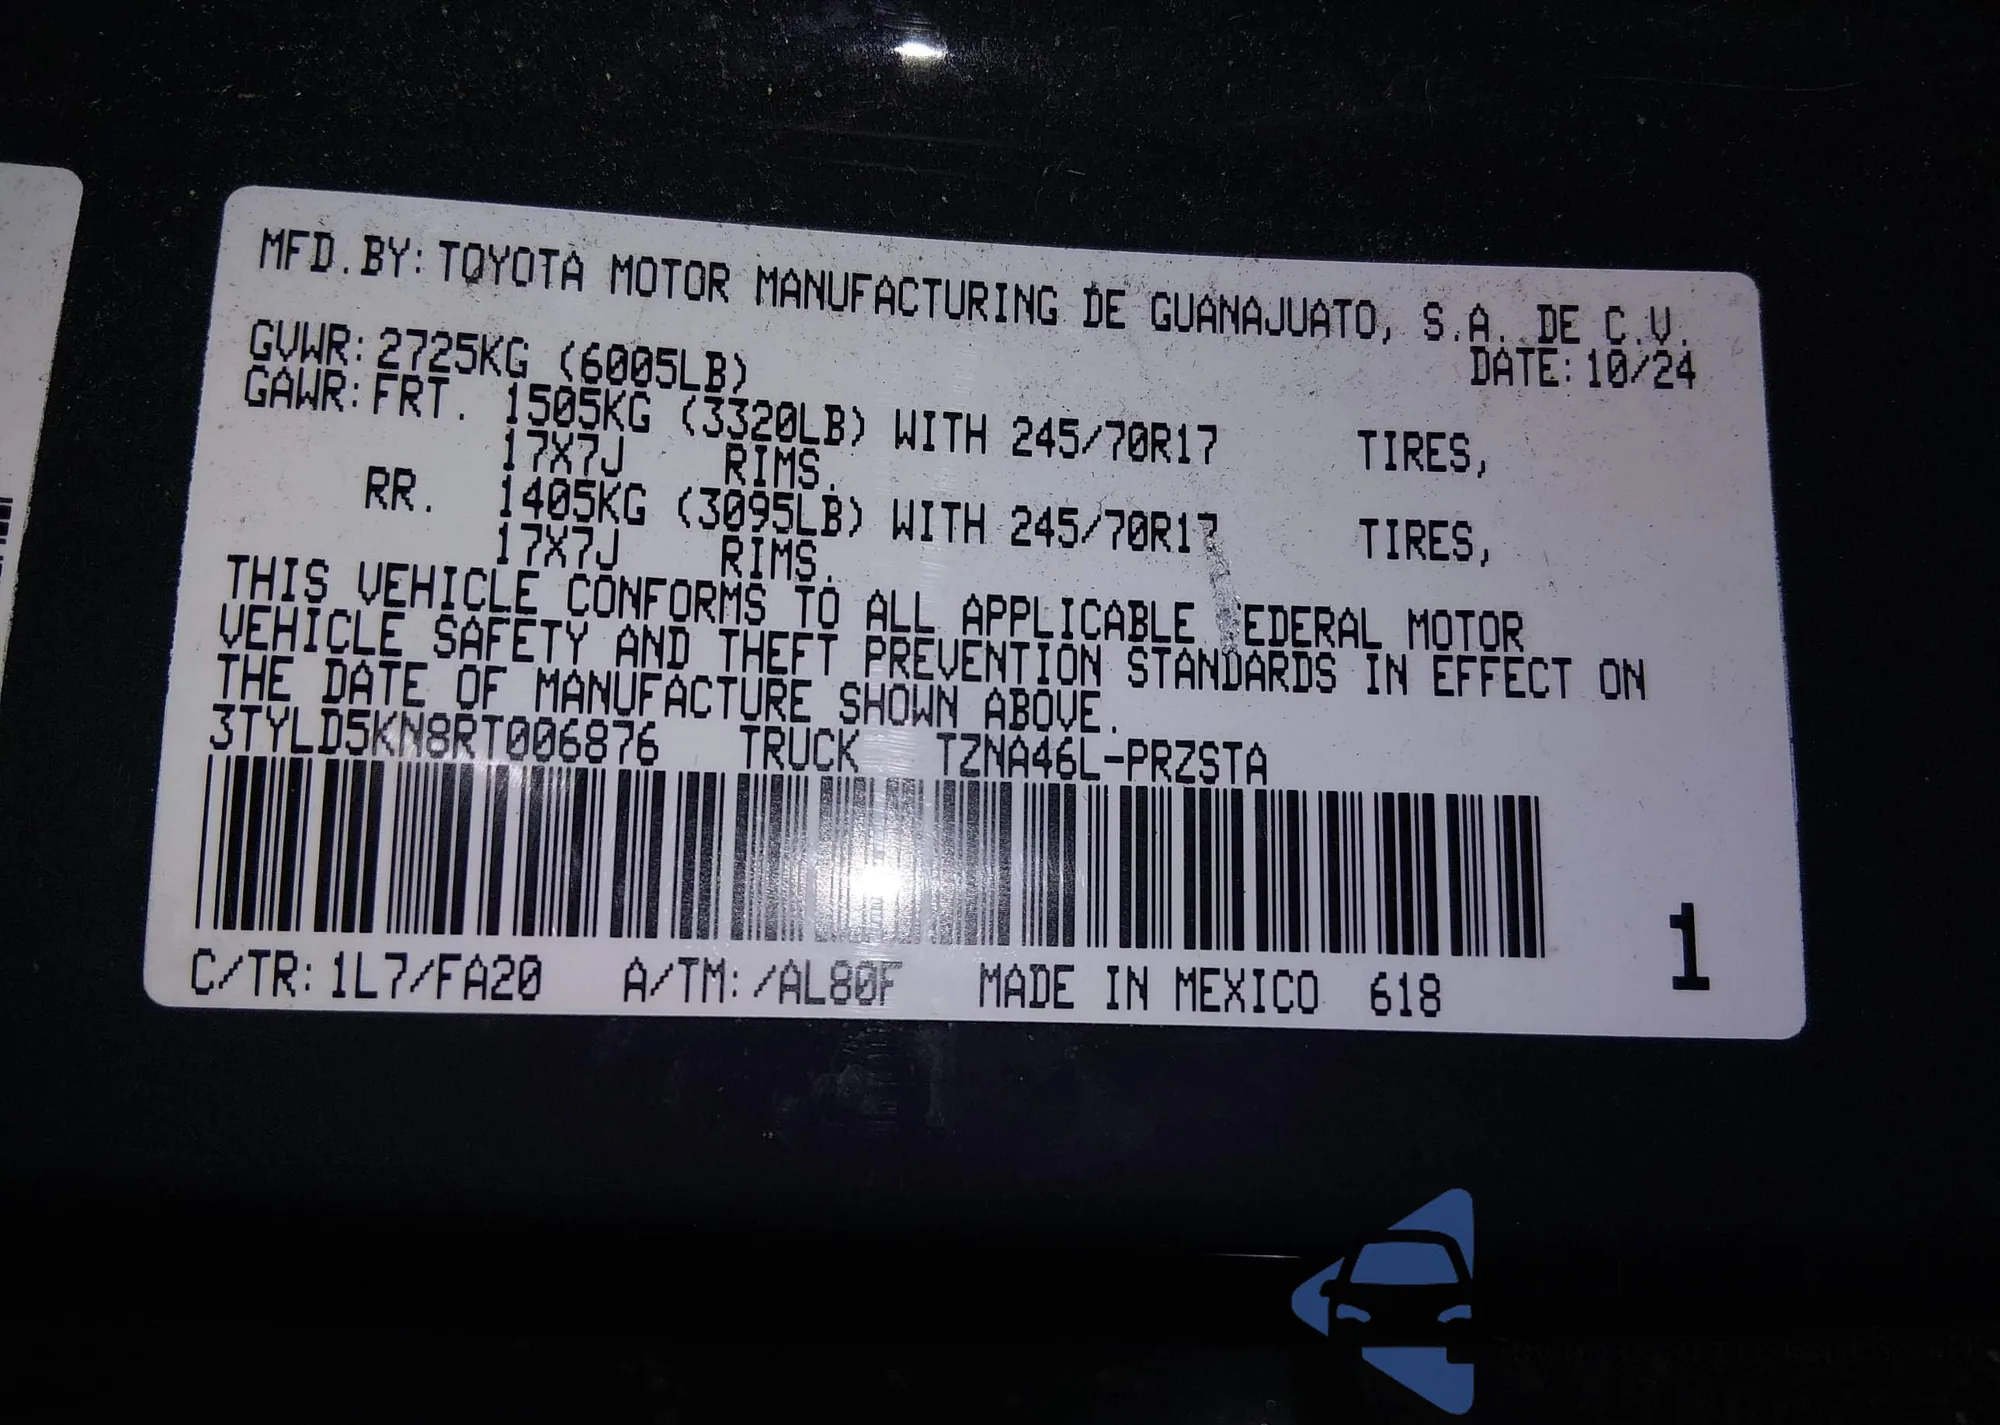 MFD.BY: TOYOTA MOTOR MANUFACTURING DE GUANAJUATO, S.A. DE C.V.
GVWR: 2725KG (6005LB) DATE: 10/24
GAWR: FRT. 1505KG (3320LB) WITH 245/70R17 TIRES,
17X7J RIMS.
RR. 1405KG (3095LB) WITH 245/70R17 TIRES,
17X7J RIMS.
THIS VEHICLE CONFORMS TO ALL APPLICABLE FEDERAL MOTOR
VEHICLE SAFETY AND THEFT PREVENTION STANDARDS IN EFFECT ON
THE DATE OF MANUFACTURE SHOWN ABOVE.
3TYLD5KN8RT006876 TRUCK TZNA46L-PRZSTA
C/TR: 1L7/FA20 A/TM: /AL80F MADE IN MEXICO 618
1